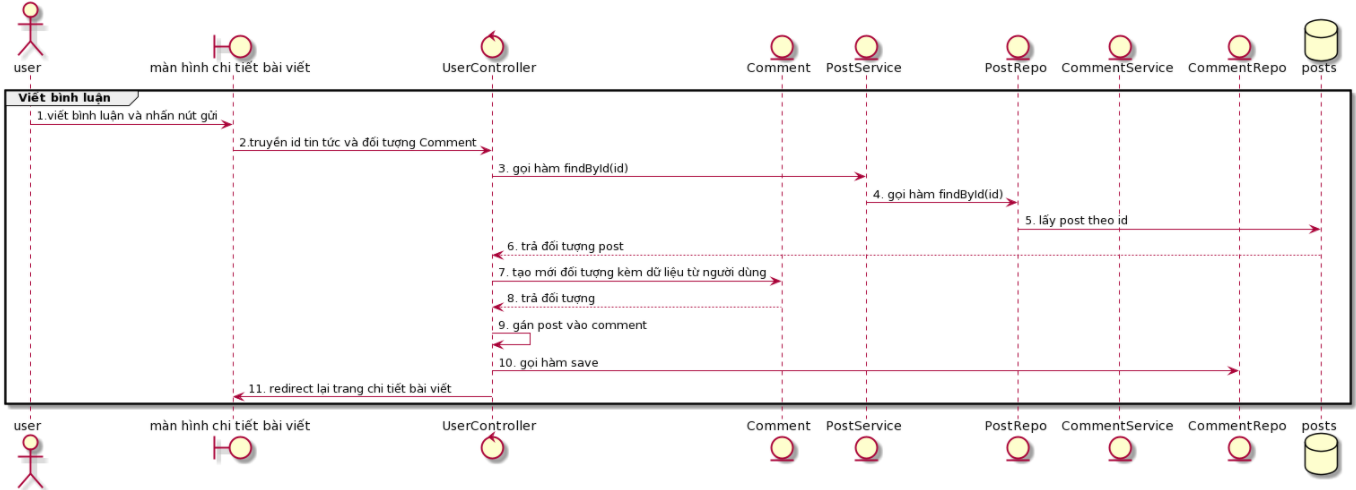 user
màn hình chi tiết bài viết
UserController
Comment
PostService
PostRepo
CommentService
CommentRepo
posts
Viết bình luận
1.viết bình luận và nhấn nút gửi
2.truyền id tin tức và đối tượng Comment
3. gọi hàm findById(id)
4. gọi hàm findById(id)
5. lấy post theo id
6. trả đối tượng post
7. tạo mới đối tượng kèm dữ liệu từ người dùng
8. trả đối tượng
9. gán post vào comment
10. gọi hàm save
11. redirect lại trang chi tiết bài viết
user
màn hình chi tiết bài viết
UserController
Comment
PostService
PostRepo
CommentService
CommentRepo
posts